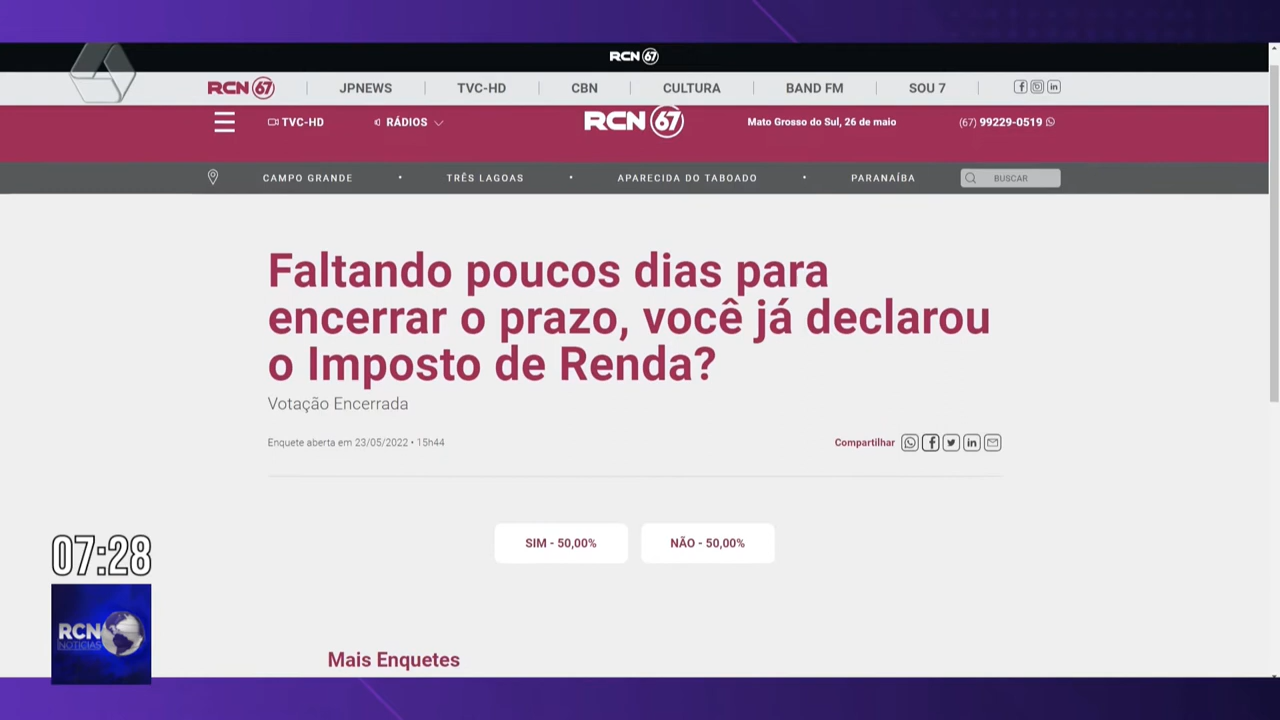 RCN 67
RCN 67 JPNEWS TVC-HD CBN CULTURA BAND FM SOU 7
TVC-HD RÁDIOS RCN 67 Mato Grosso do Sul, 26 de maio (67) 99229-0519
CAMPO GRANDE • TRÊS LAGOAS • APARECIDA DO TABOADO • PARANAÍBA BUSCAR
Faltando poucos dias para
encerrar o prazo, você já declarou
o Imposto de Renda?
Votação Encerrada
Enquete aberta em 23/05/2022 • 15h44 Compartilhar
SIM - 50,00% NÃO - 50,00%
07:28
RCN
NOTÍCIAS
Mais Enquetes